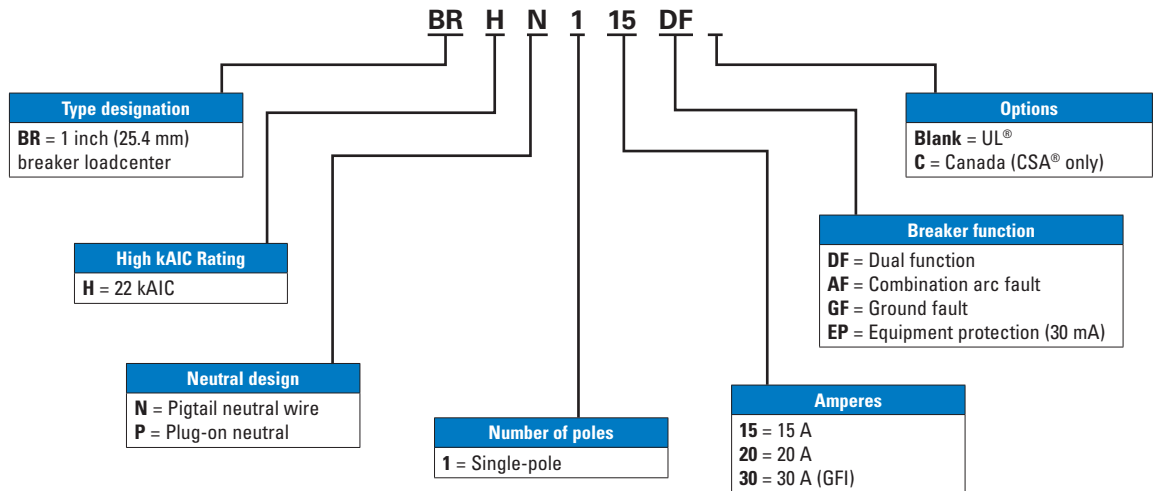 BR H N 1 15 DF
Type designation
BR = 1 inch (25.4 mm)
breaker loadcenter
Options
Blank = UL®
C = Canada (CSA® only)
High kAIC Rating
H = 22 kAIC
Breaker function
DF = Dual function
AF = Combination arc fault
GF = Ground fault
EP = Equipment protection (30 mA)
Neutral design
N = Pigtail neutral wire
P = Plug-on neutral
Number of poles
1 = Single-pole
Amperes
15 = 15 A
20 = 20 A
30 = 30 A (GFI)